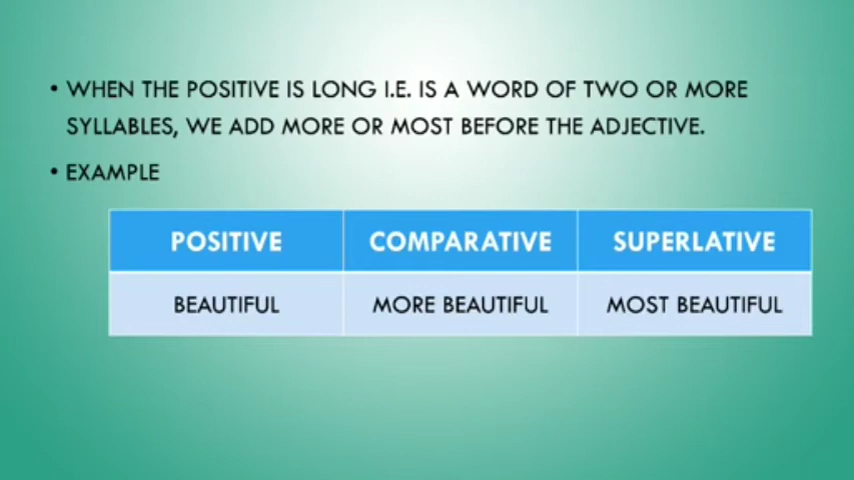 • WHEN THE POSITIVE IS LONG I.E. IS A WORD OF TWO OR MORE
SYLLABLES, WE ADD MORE OR MOST BEFORE THE ADJECTIVE.
• EXAMPLE
POSITIVE COMPARATIVE SUPERLATIVE
BEAUTIFUL MORE BEAUTIFUL MOST BEAUTIFUL